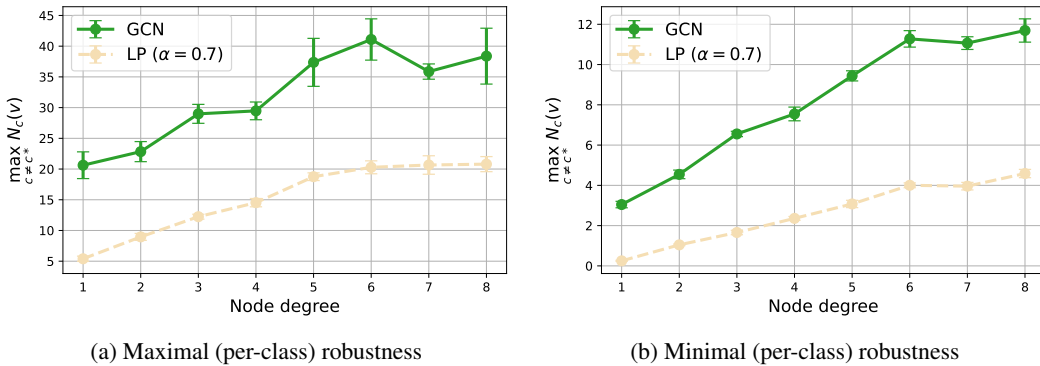 45
40
35
30
25
20
15
10
5
max N_c(v)
c≠c*
GCN
LP (α = 0.7)
1 2 3 4 5 6 7 8
Node degree
(a) Maximal (per-class) robustness
12
10
8
6
4
2
0
max N_c(v)
c≠c*
GCN
LP (α = 0.7)
1 2 3 4 5 6 7 8
Node degree
(b) Minimal (per-class) robustness